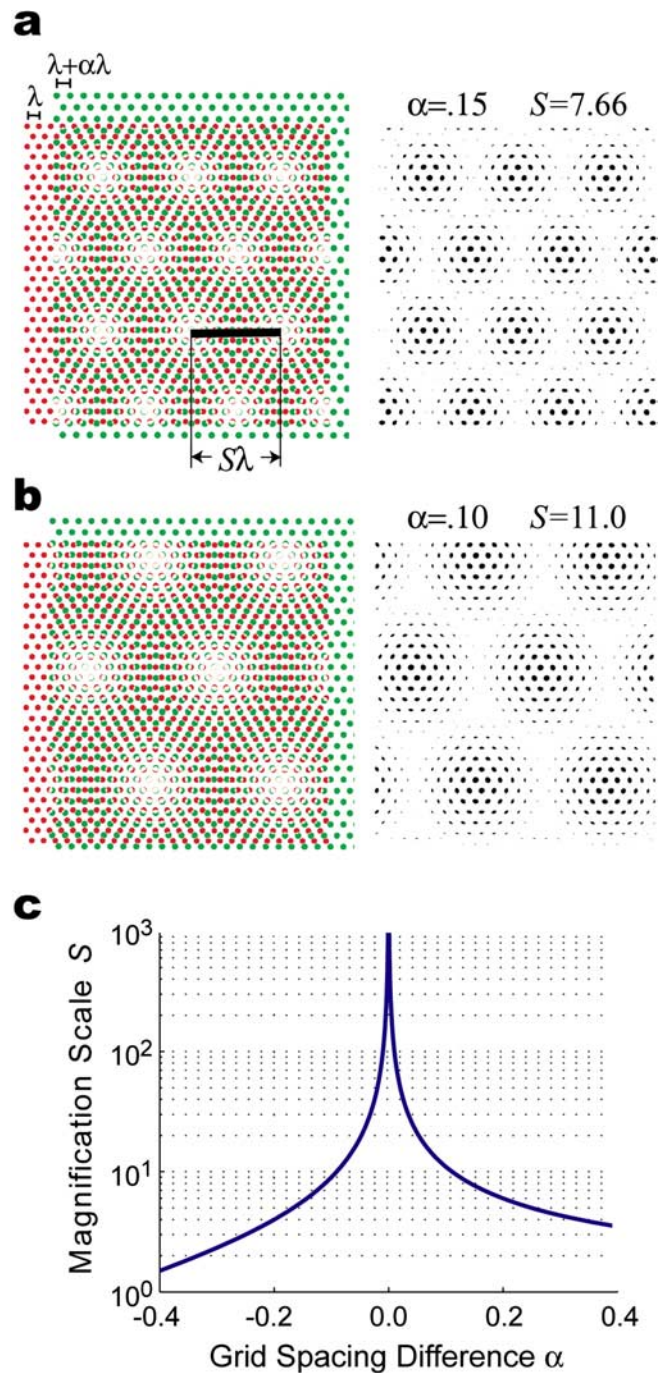 a
λ+αλ
λ
α=.15 S=7.66
Sλ
b
α=.10 S=11.0
c
Magnification Scale S
10³
10²
10¹
10⁰
-0.4 -0.2 0.0 0.2 0.4
Grid Spacing Difference α